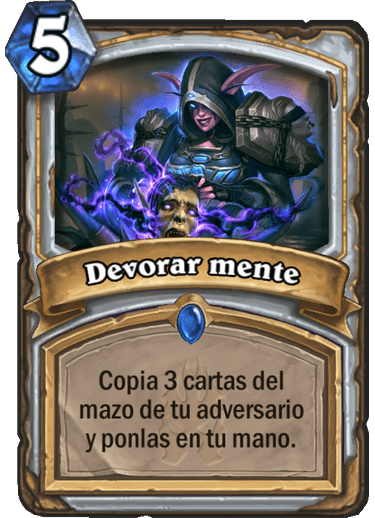 5
Devorar mente
Copia 3 cartas del
mazo de tu adversario
y ponlas en tu mano.